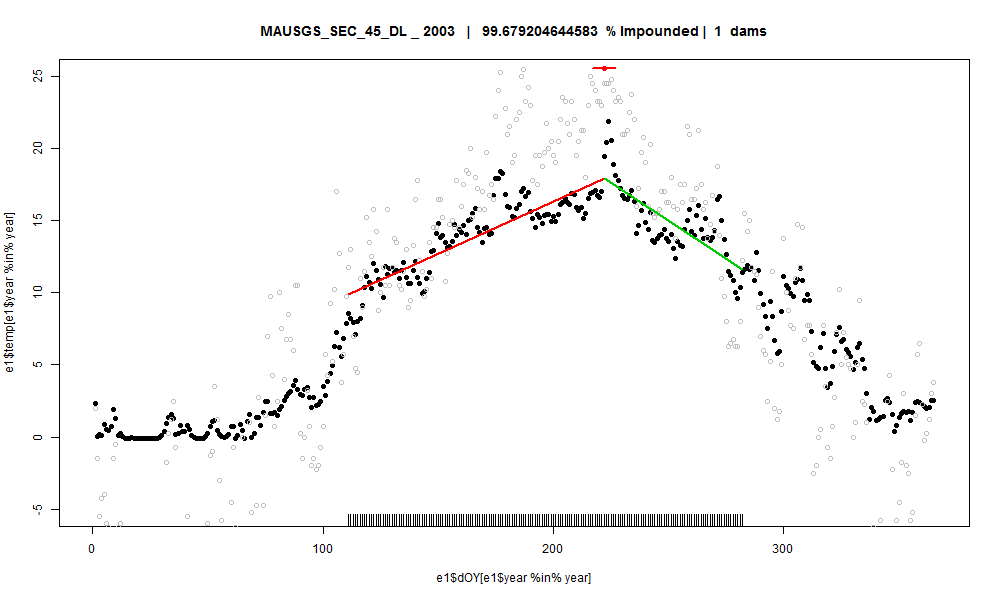 MAUSGS_SEC_45_DL _ 2003 | 99.679204644583 % Impounded | 1 dams
e1$temp[e1$year %in% year]
25
20
15
10
5
0
-5
0 100 200 300
e1$dOY[e1$year %in% year]